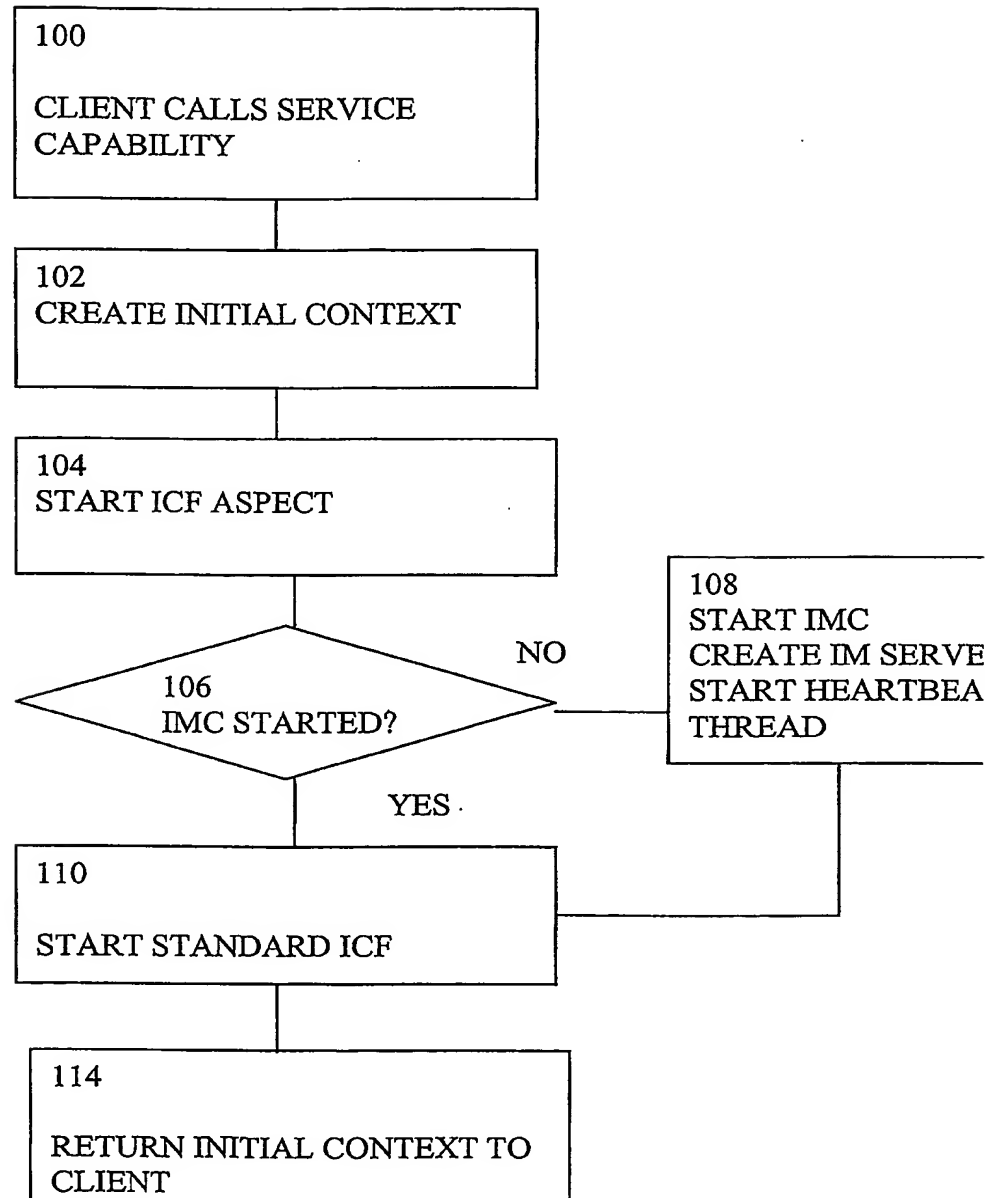 100
CLIENT CALLS SERVICE
CAPABILITY
102
CREATE INITIAL CONTEXT
104
START ICF ASPECT
106
IMC STARTED?
NO
108
START IMC
CREATE IM SERVE
START HEARTBEA
THREAD
YES
110
START STANDARD ICF
114
RETURN INITIAL CONTEXT TO
CLIENT